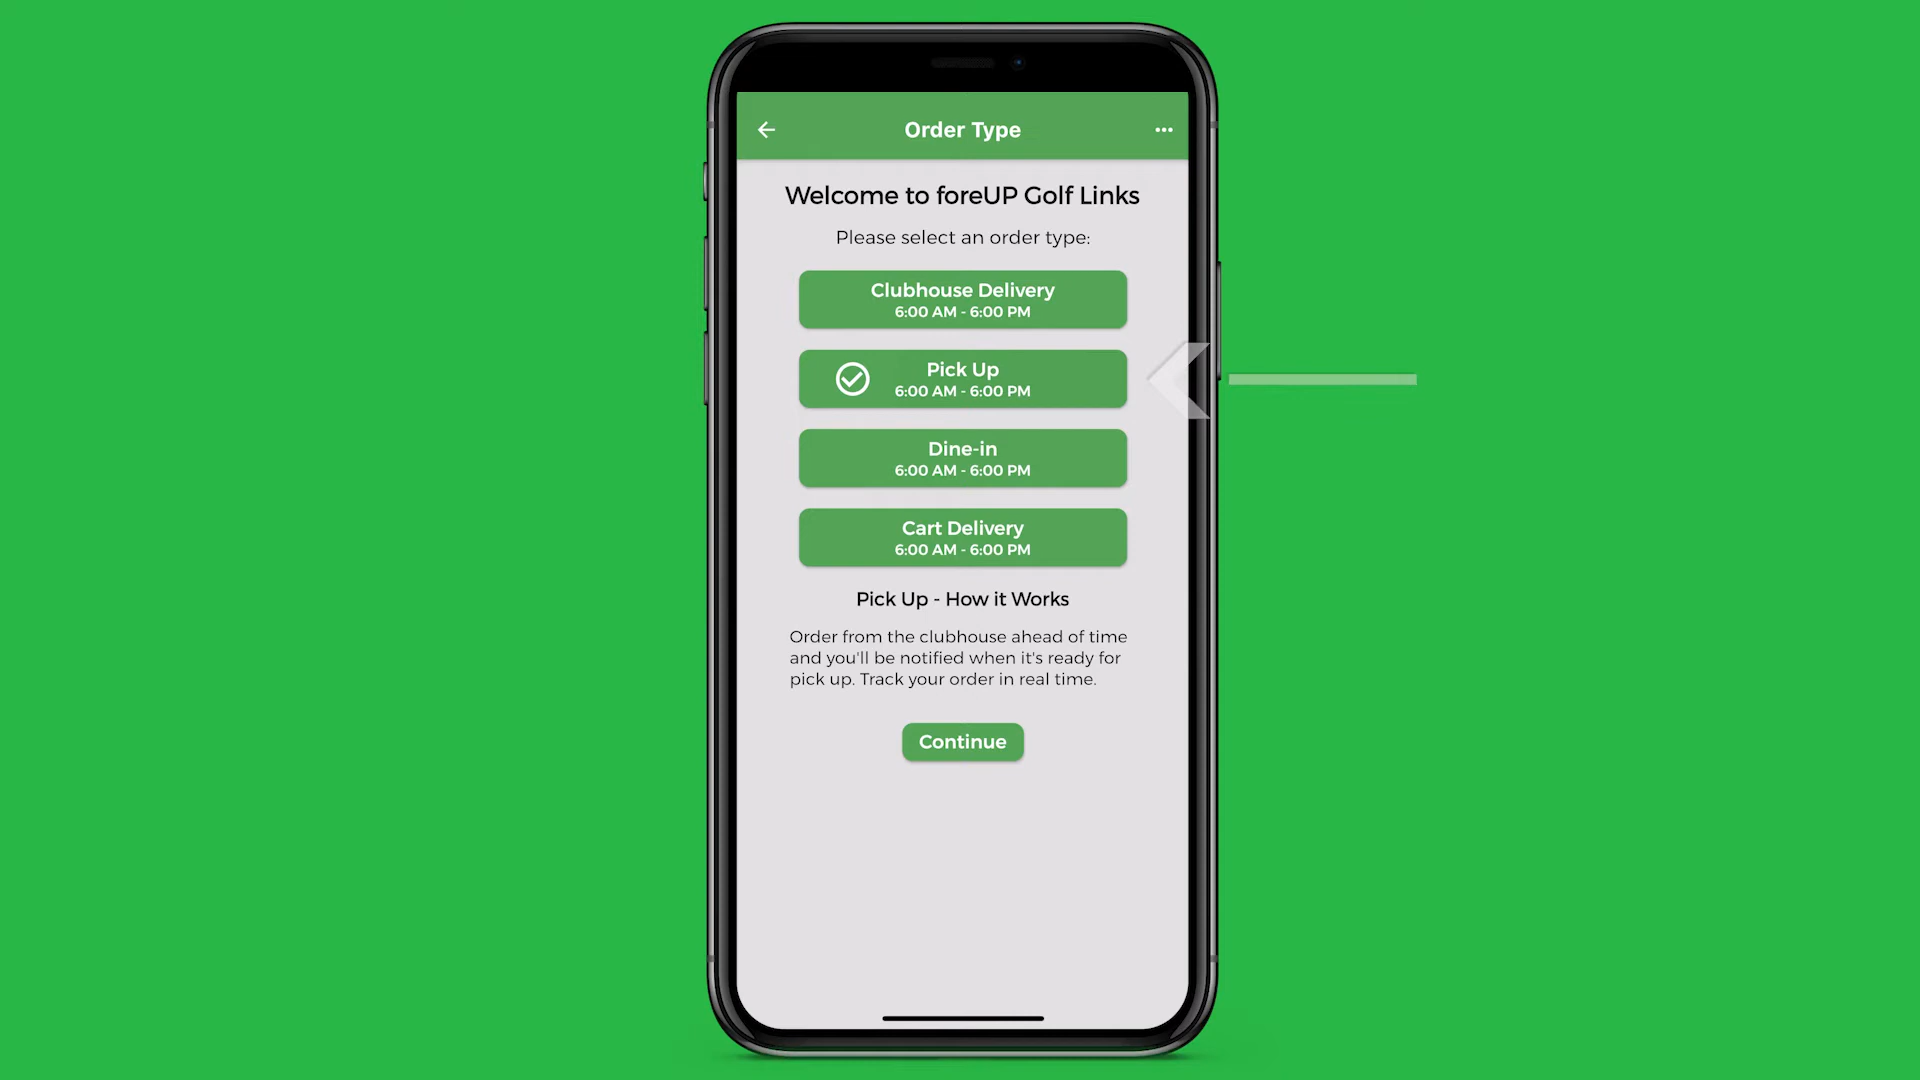 Order Type
Welcome to foreUP Golf Links
Please select an order type:
Clubhouse Delivery
6:00 AM - 6:00 PM
Pick Up
6:00 AM - 6:00 PM
Dine-in
6:00 AM - 6:00 PM
Cart Delivery
6:00 AM - 6:00 PM
Pick Up - How it Works
Order from the clubhouse ahead of time
and you'll be notified when it's ready for
pick up. Track your order in real time.
Continue